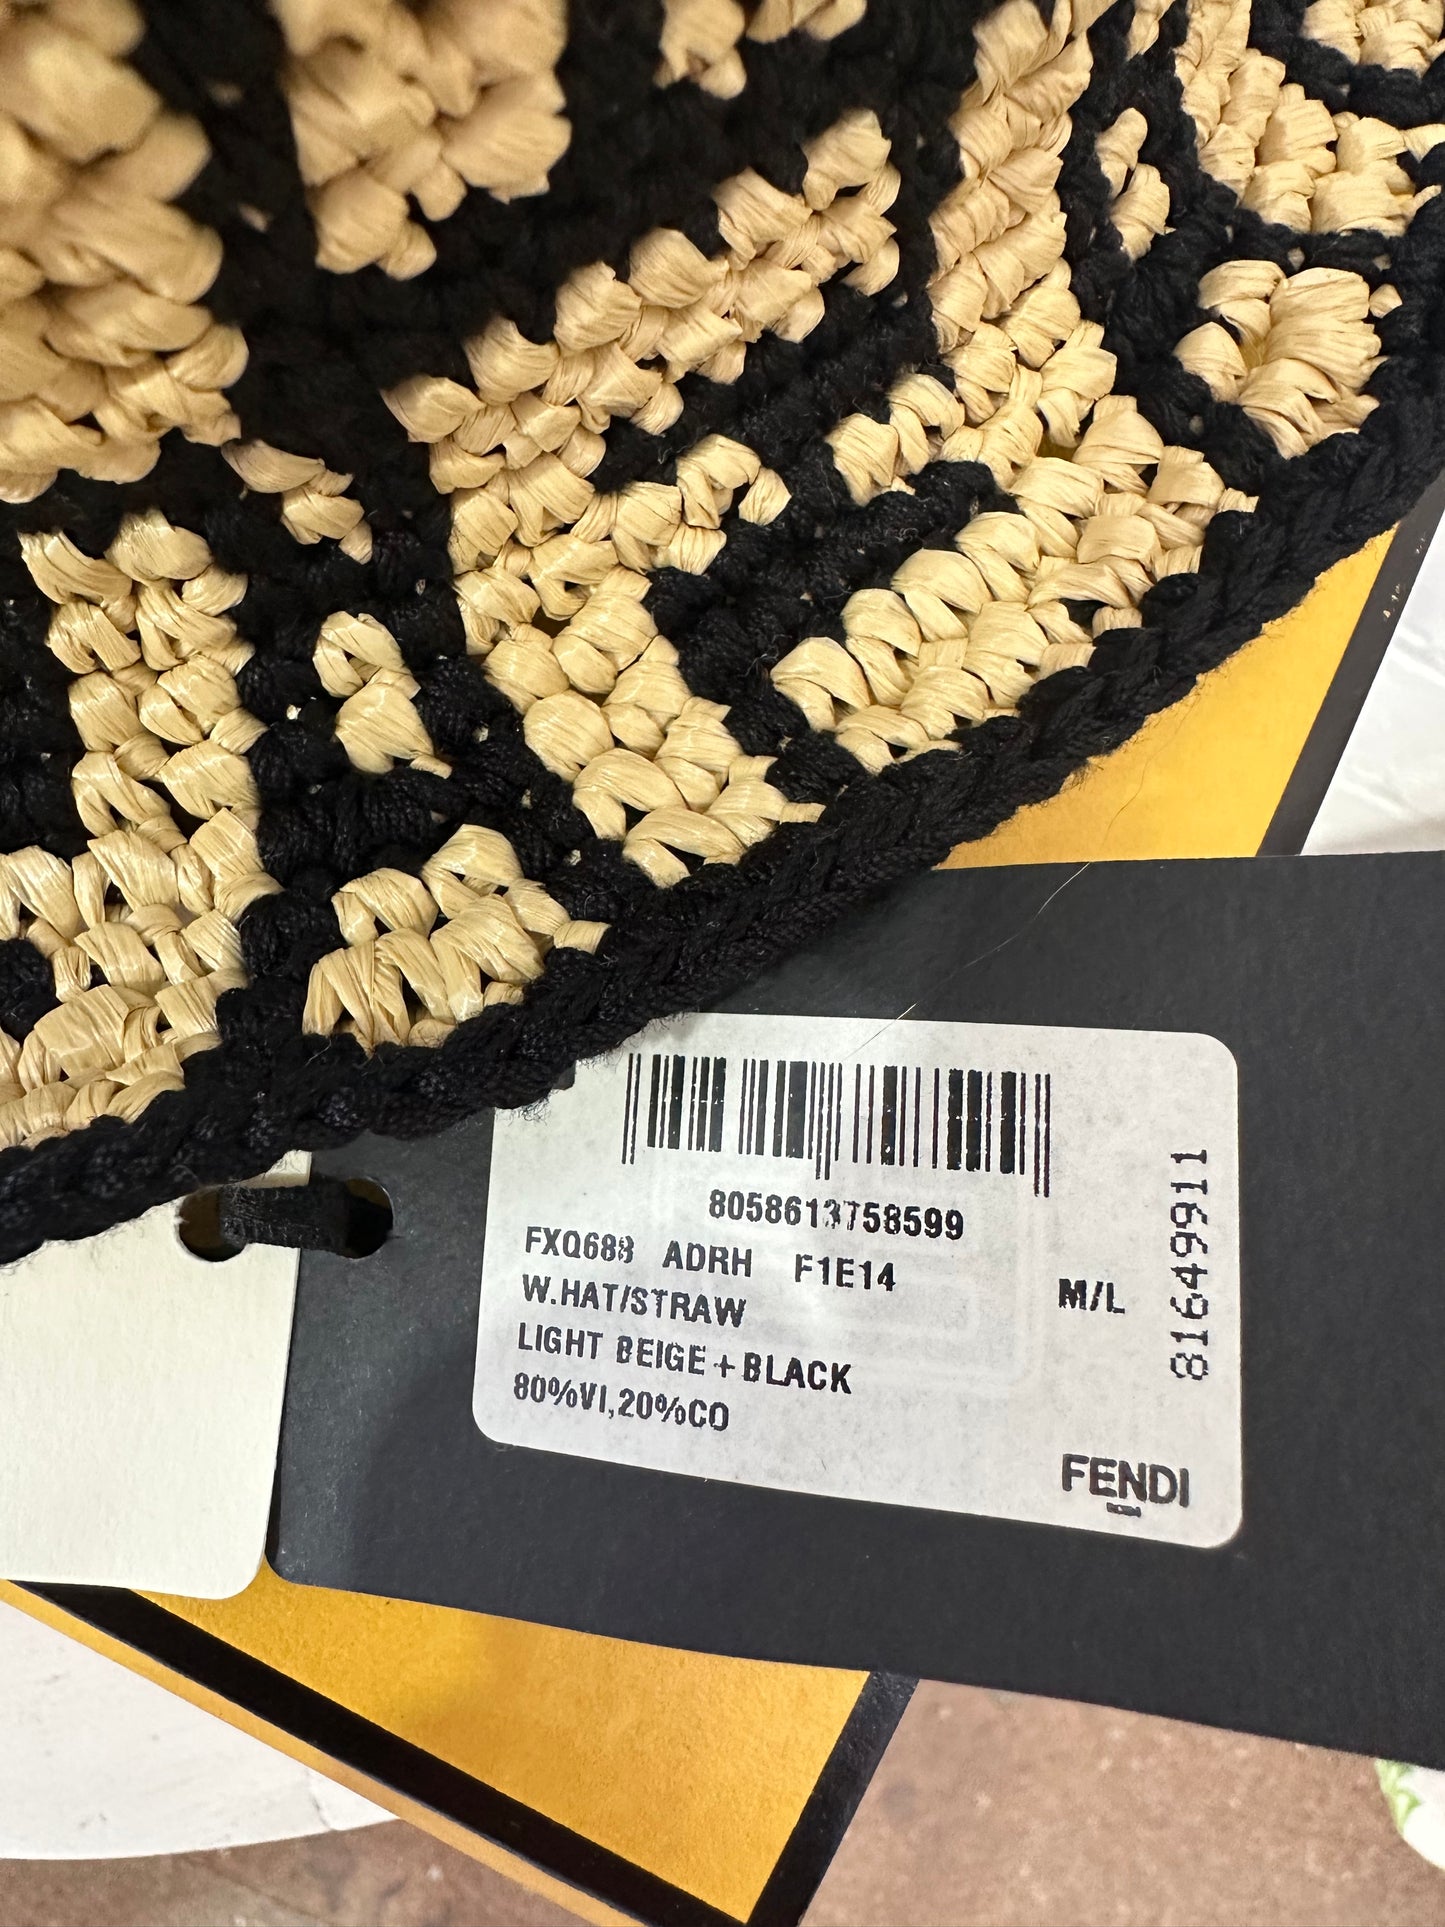 8058613758599
FXQ688 ADRH F1E14
W.HAT/STRAW M/L
LIGHT BEIGE+BLACK
80%VI,20%CO
FENDI
81649911